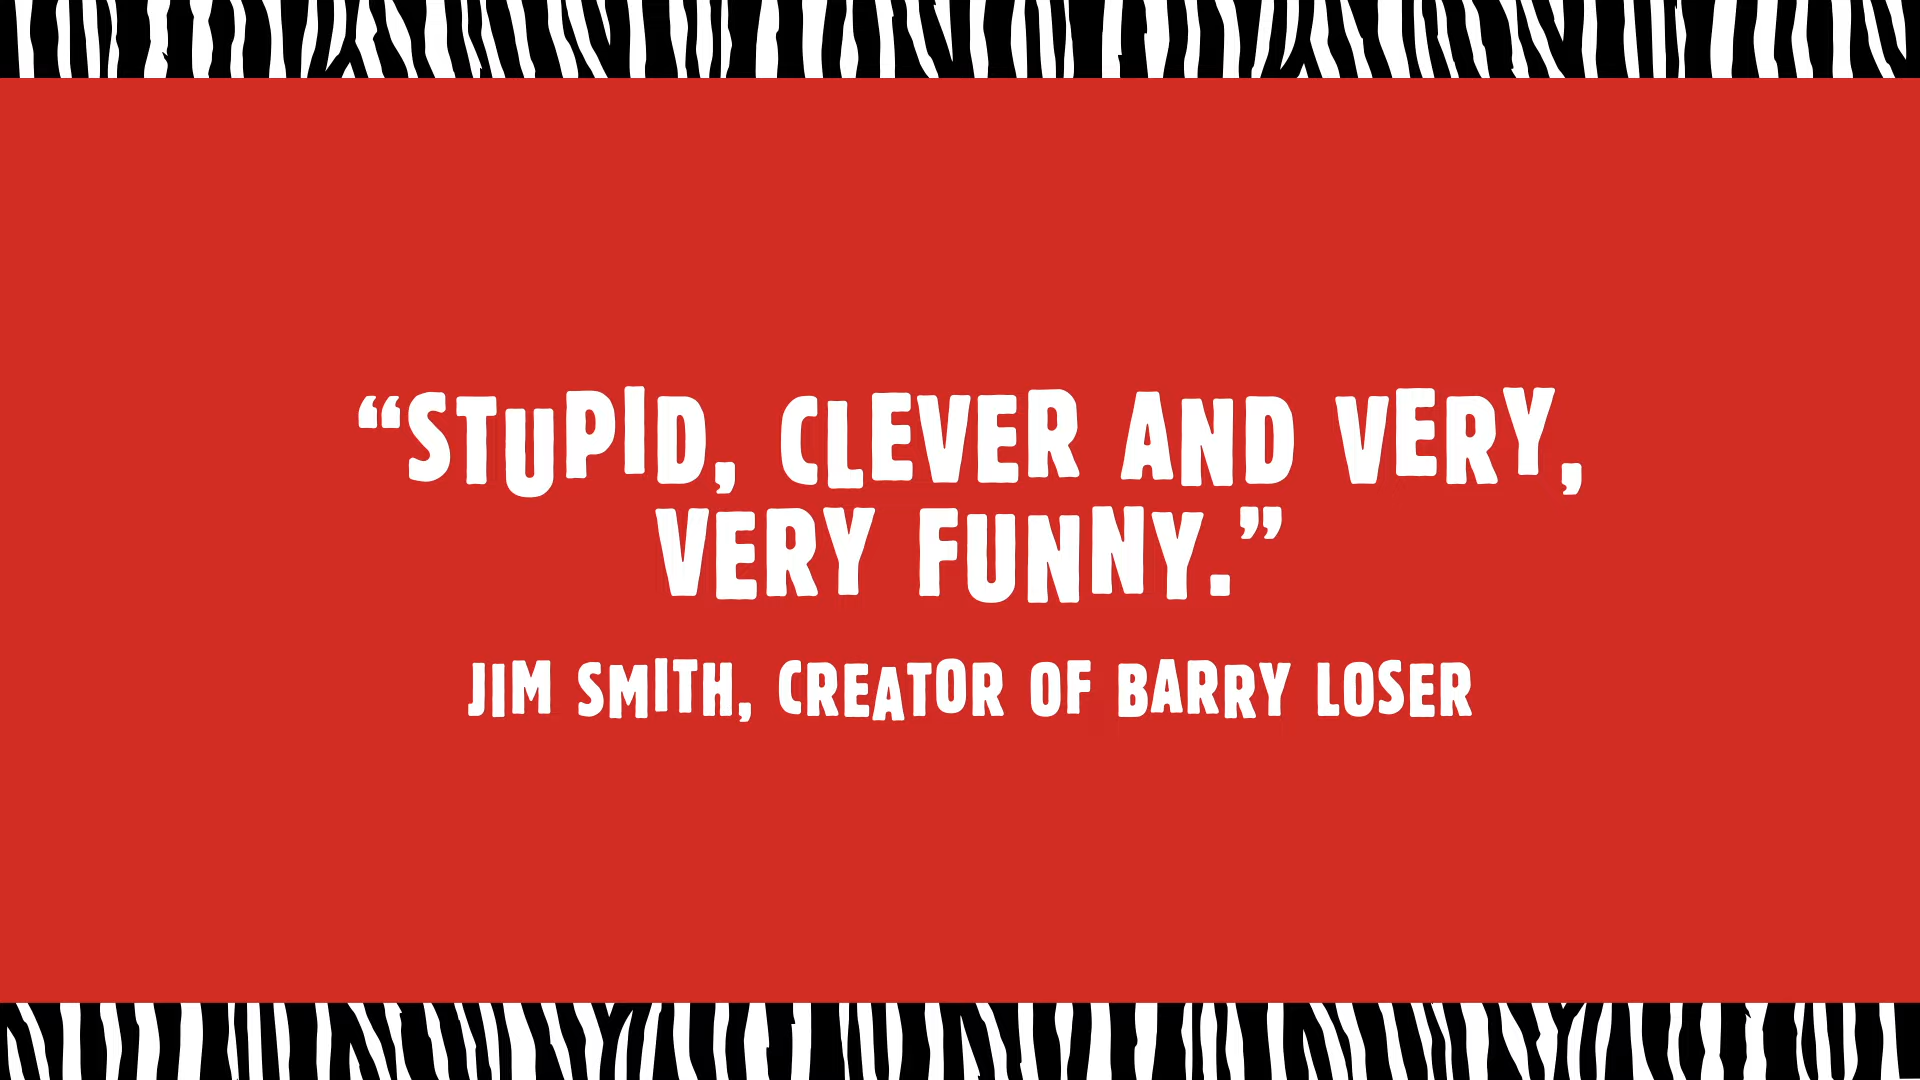 “STUPID, CLEVER AND VERY,
VERY FUNNY.”
JIM SMITH, CREATOR OF BARRY LOSER